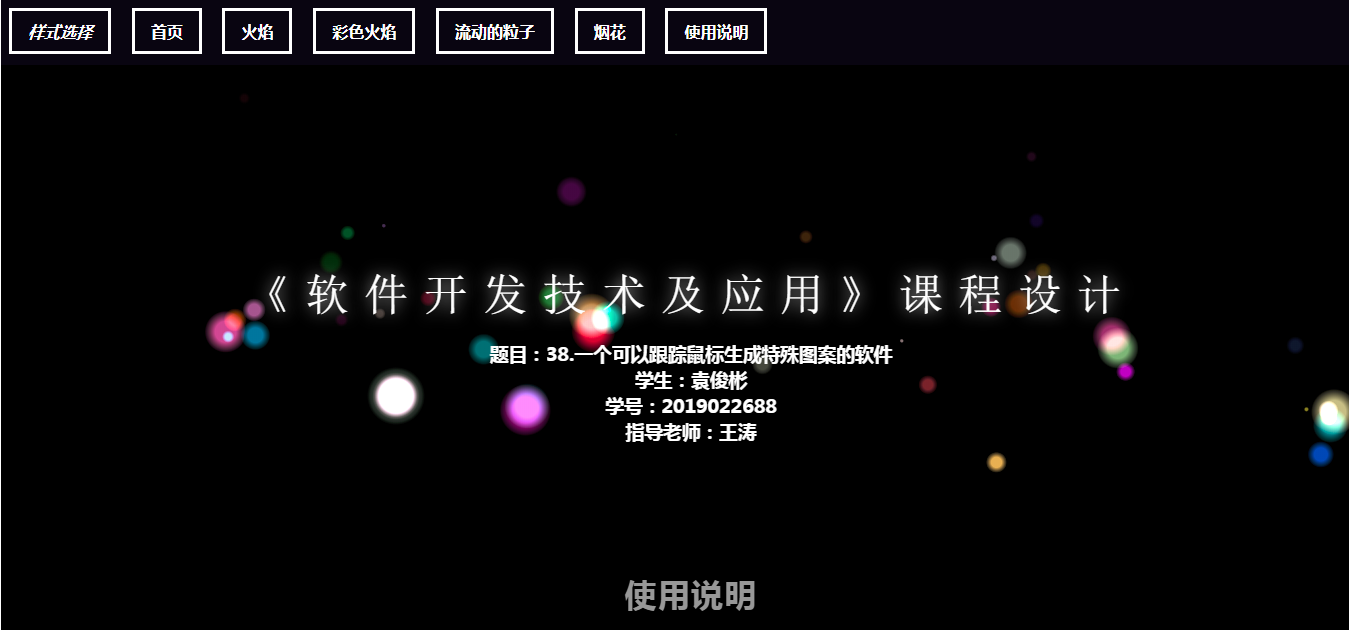 样式选择 首页 火焰 彩色火焰 流动的粒子 烟花 使用说明
《软件开发技术及应用》课程设计
题目：38.一个可以跟踪鼠标生成特殊图案的软件
学生：袁俊彬
学号：2019022688
指导老师：王涛
使用说明